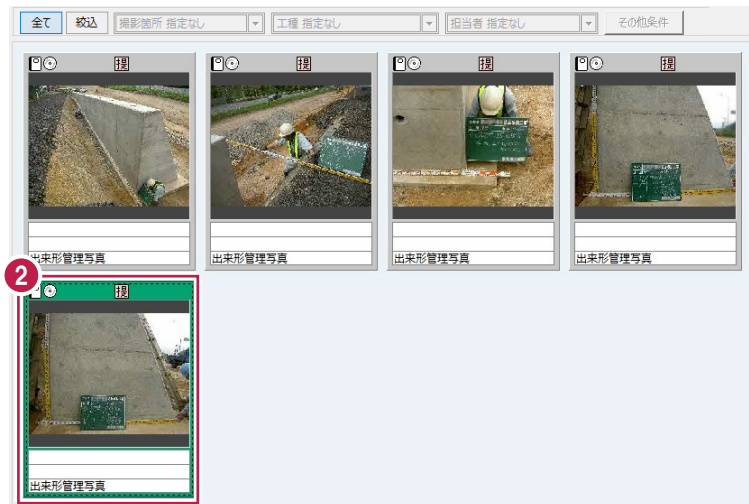 全て 絞込 撮影箇所 指定なし 工種 指定なし 担当者 指定なし その他条件
提 提 提 提
出来形管理写真 出来形管理写真 出来形管理写真 出来形管理写真
2
提
出来形管理写真